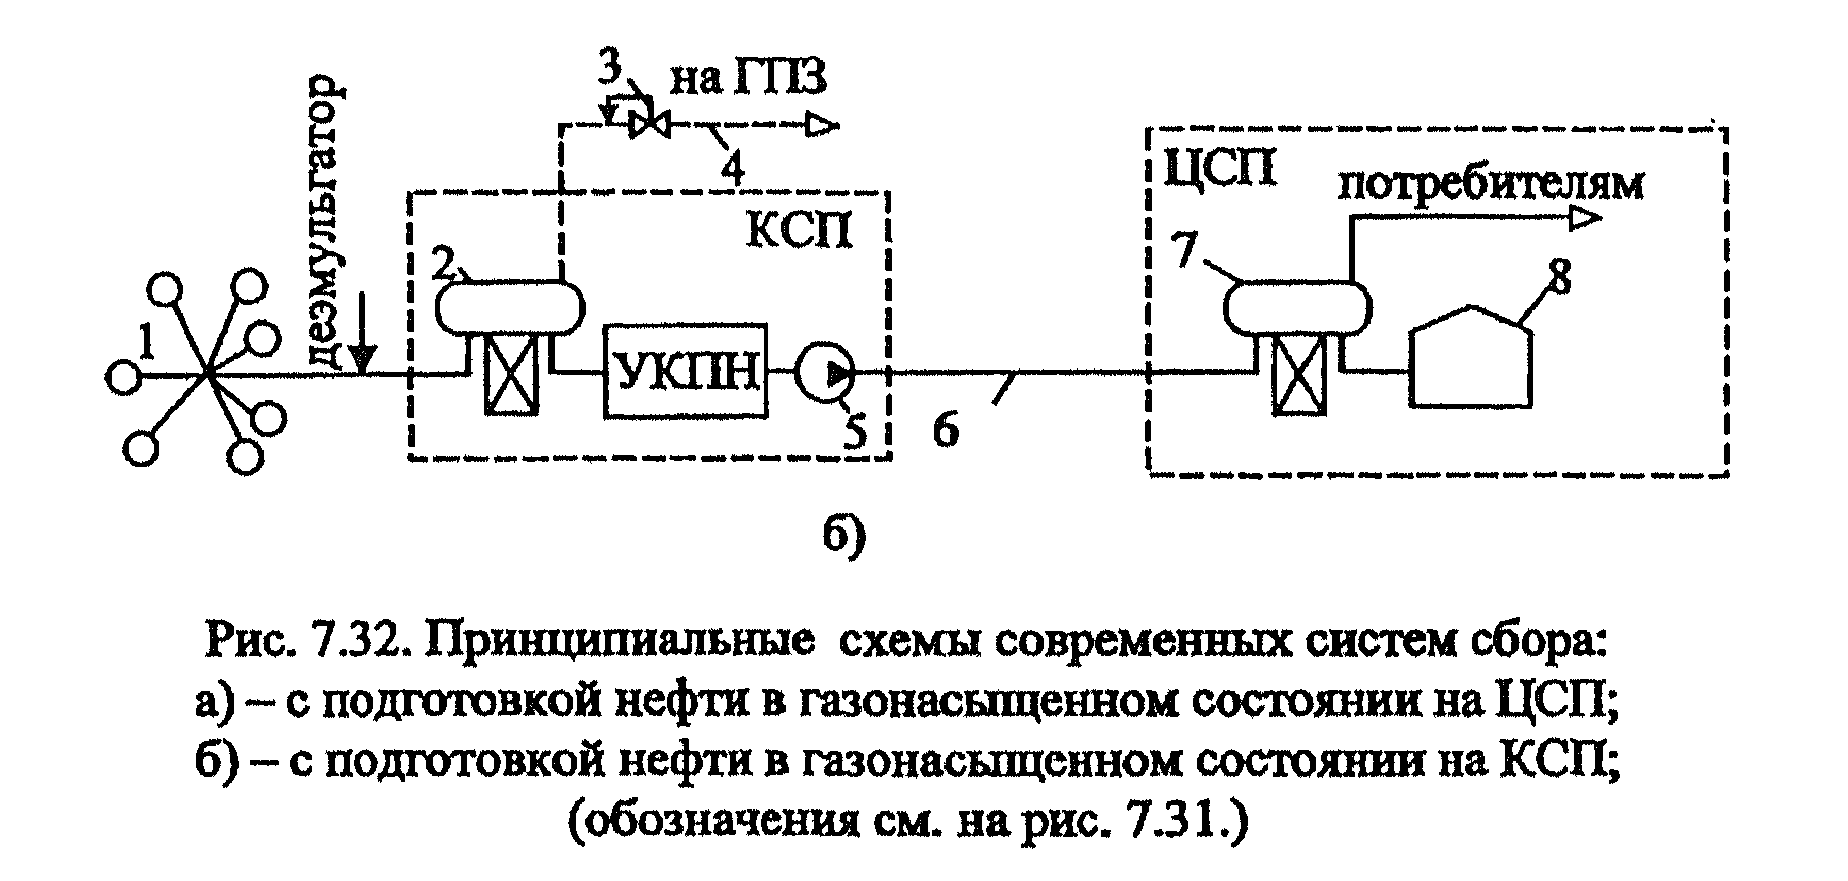 деэмульгатор
3
на ГПЗ
4
КСП
2
1
УКПН
5
6
ЦСП
потребителям
7
8
б)
Рис. 7.32. Принципиальные схемы современных систем сбора:
а) – с подготовкой нефти в газонасыщенном состоянии на ЦСП;
б) – с подготовкой нефти в газонасыщенном состоянии на КСП;
(обозначения см. на рис. 7.31.)